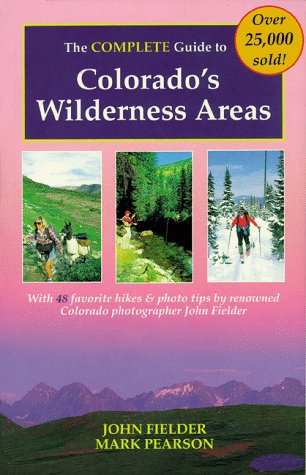 The COMPLETE Guide to
Colorado's
Wilderness Areas
Over
25,000
sold!
With 48 favorite hikes & photo tips by renowned
Colorado photographer John Fielder
JOHN FIELDER
MARK PEARSON